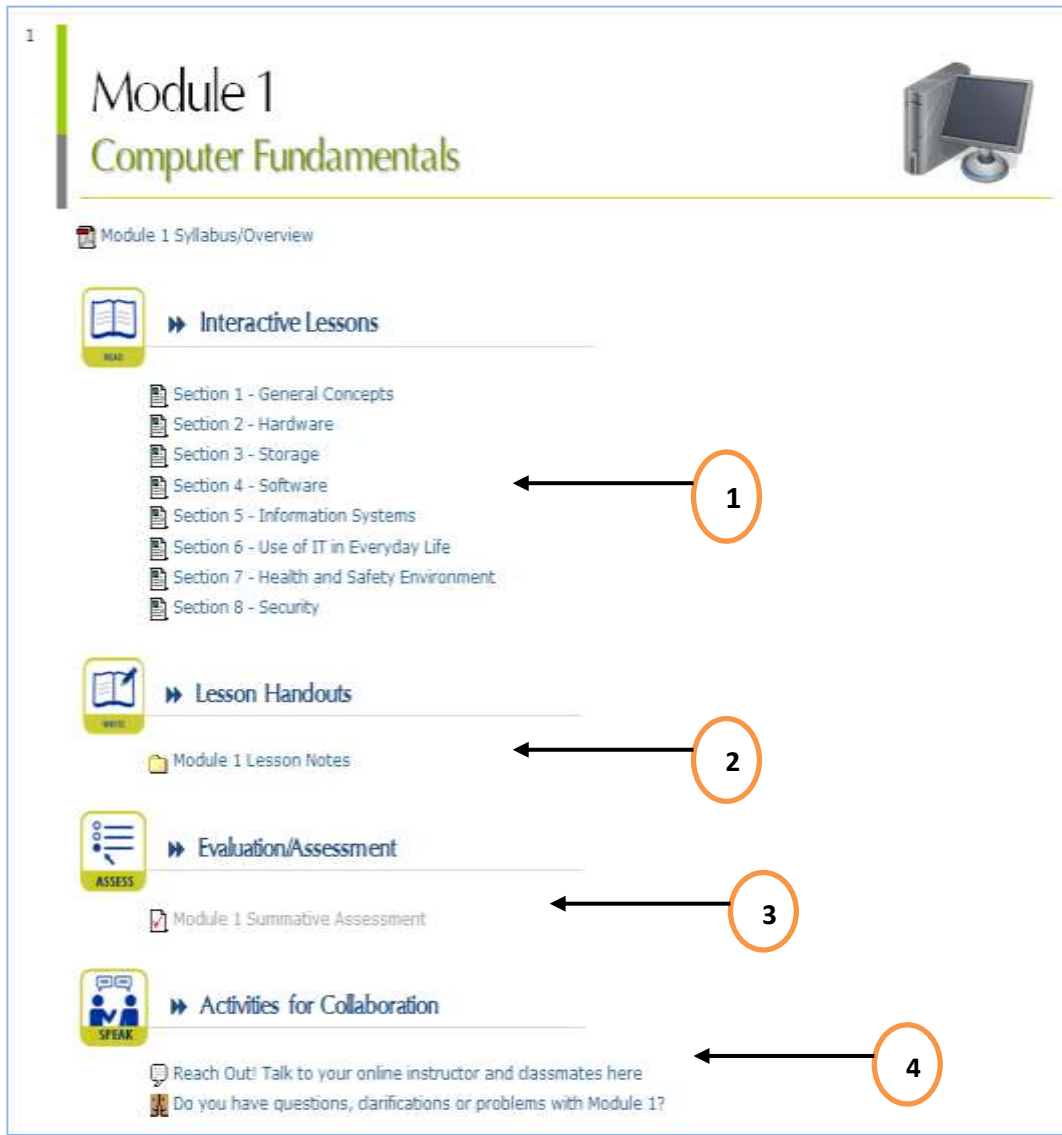 1
Module 1
Computer Fundamentals
Module 1 Syllabus/Overview
READ
Interactive Lessons
Section 1 - General Concepts
Section 2 - Hardware
Section 3 - Storage
Section 4 - Software
Section 5 - Information Systems
Section 6 - Use of IT in Everyday Life
Section 7 - Health and Safety Environment
Section 8 - Security
1
WRITE
Lesson Handouts
Module 1 Lesson Notes
2
ASSESS
Evaluation/Assessment
Module 1 Summative Assessment
3
SPEAK
Activities for Collaboration
Reach Out! Talk to your online instructor and classmates here
Do you have questions, clarifications or problems with Module 1?
4